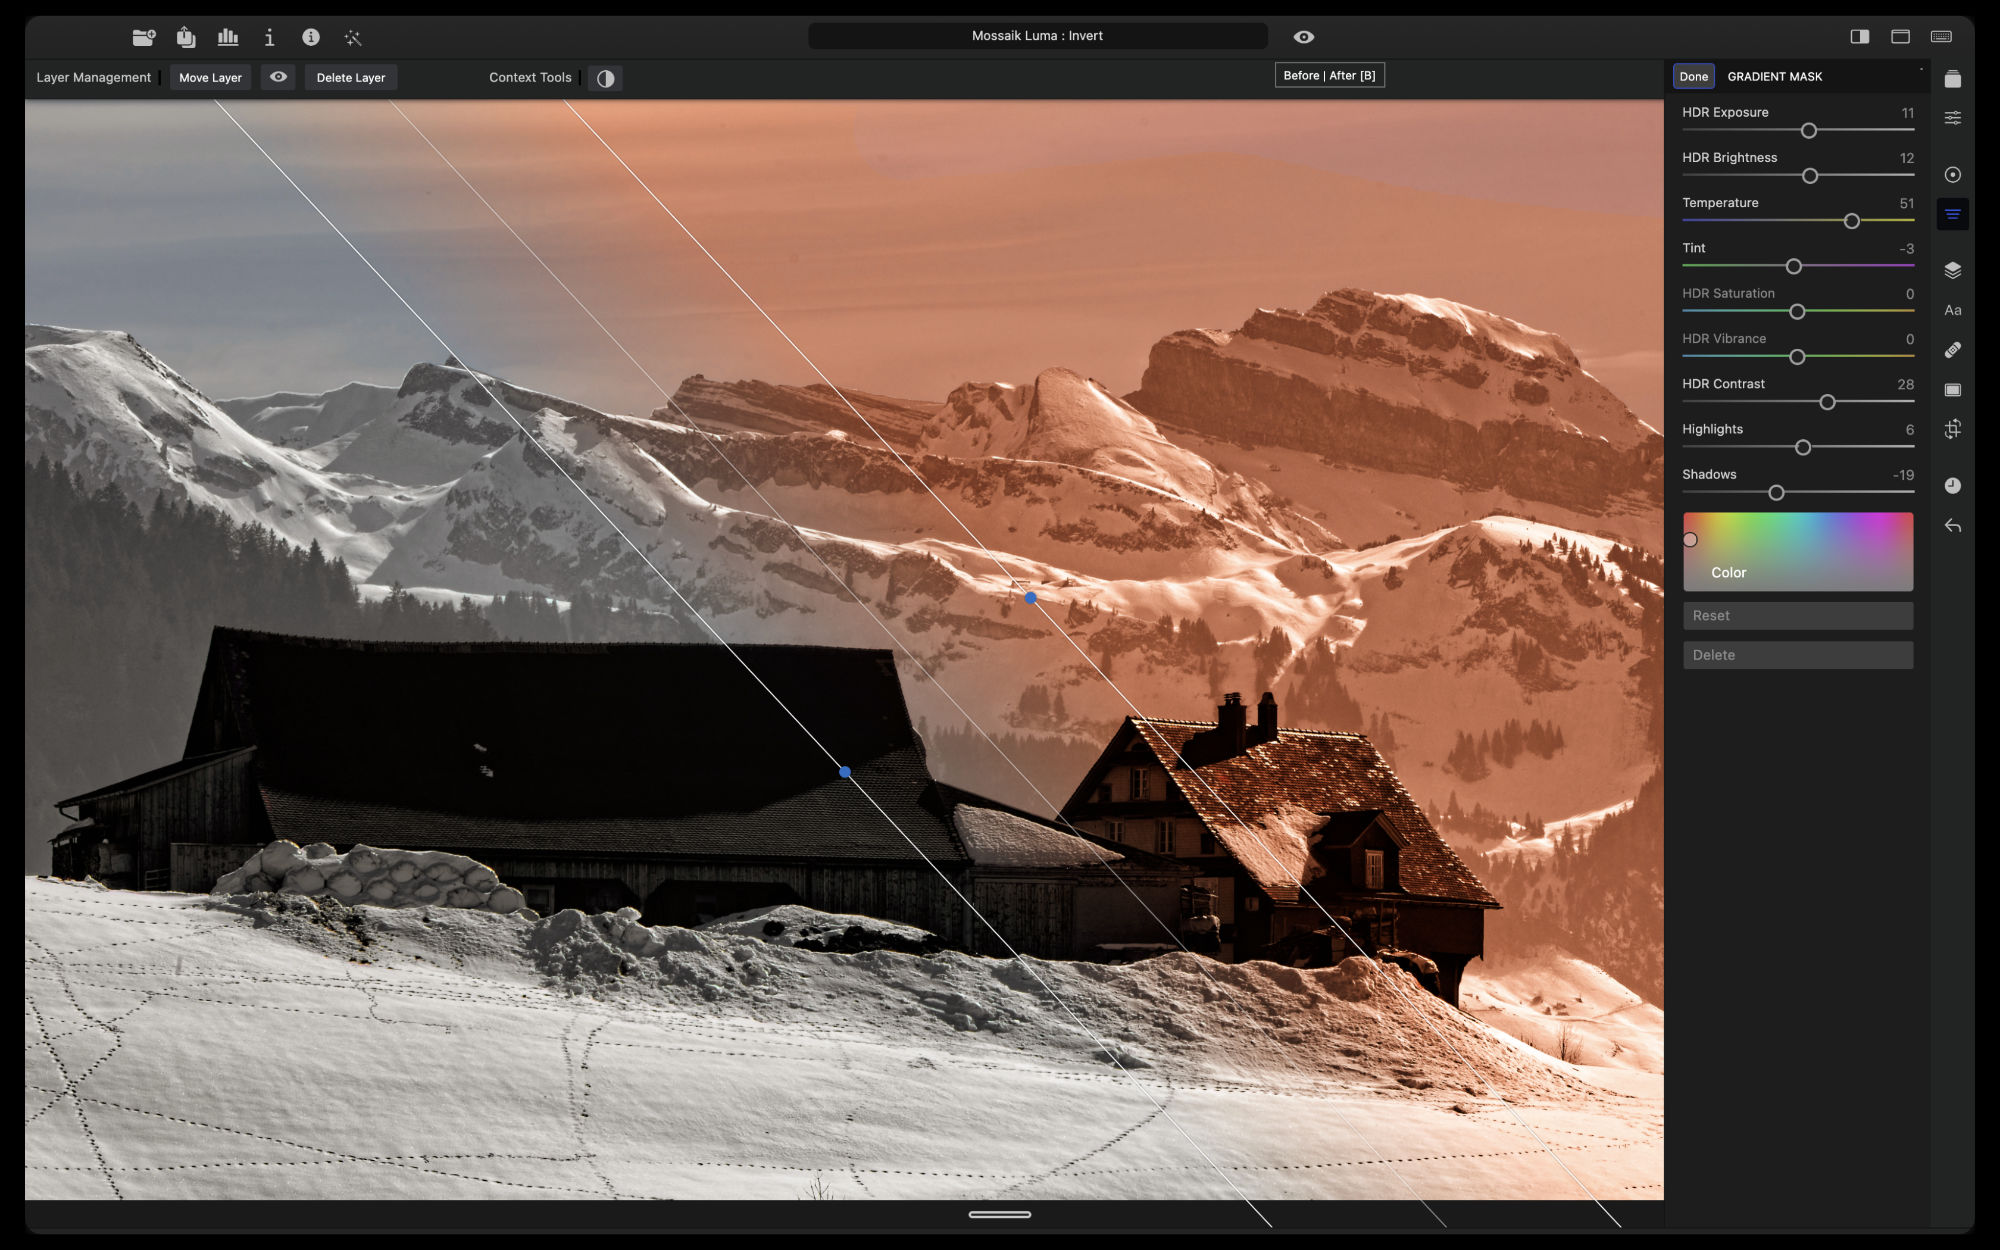 Mossaik Luma : Invert
Layer Management Move Layer Delete Layer Context Tools
Before | After [B]
Done GRADIENT MASK
HDR Exposure 11
HDR Brightness 12
Temperature 51
Tint -3
HDR Saturation 0
HDR Vibrance 0
HDR Contrast 28
Highlights 6
Shadows -19
Color
Reset
Delete
Aa